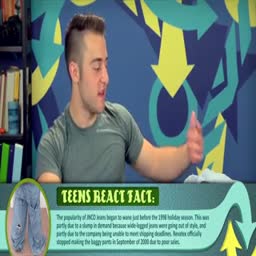 TEENS REACT FACT:
The popularity of JNCO Jeans began to wane just before the 1998 holiday season. This was
partly due to a slump in demand because wide-legged jeans were going out of style, and
partly due to the company being unable to meet shipping deadlines. Revatex officially
stopped making the baggy pants in September of 2000 due to poor sales.